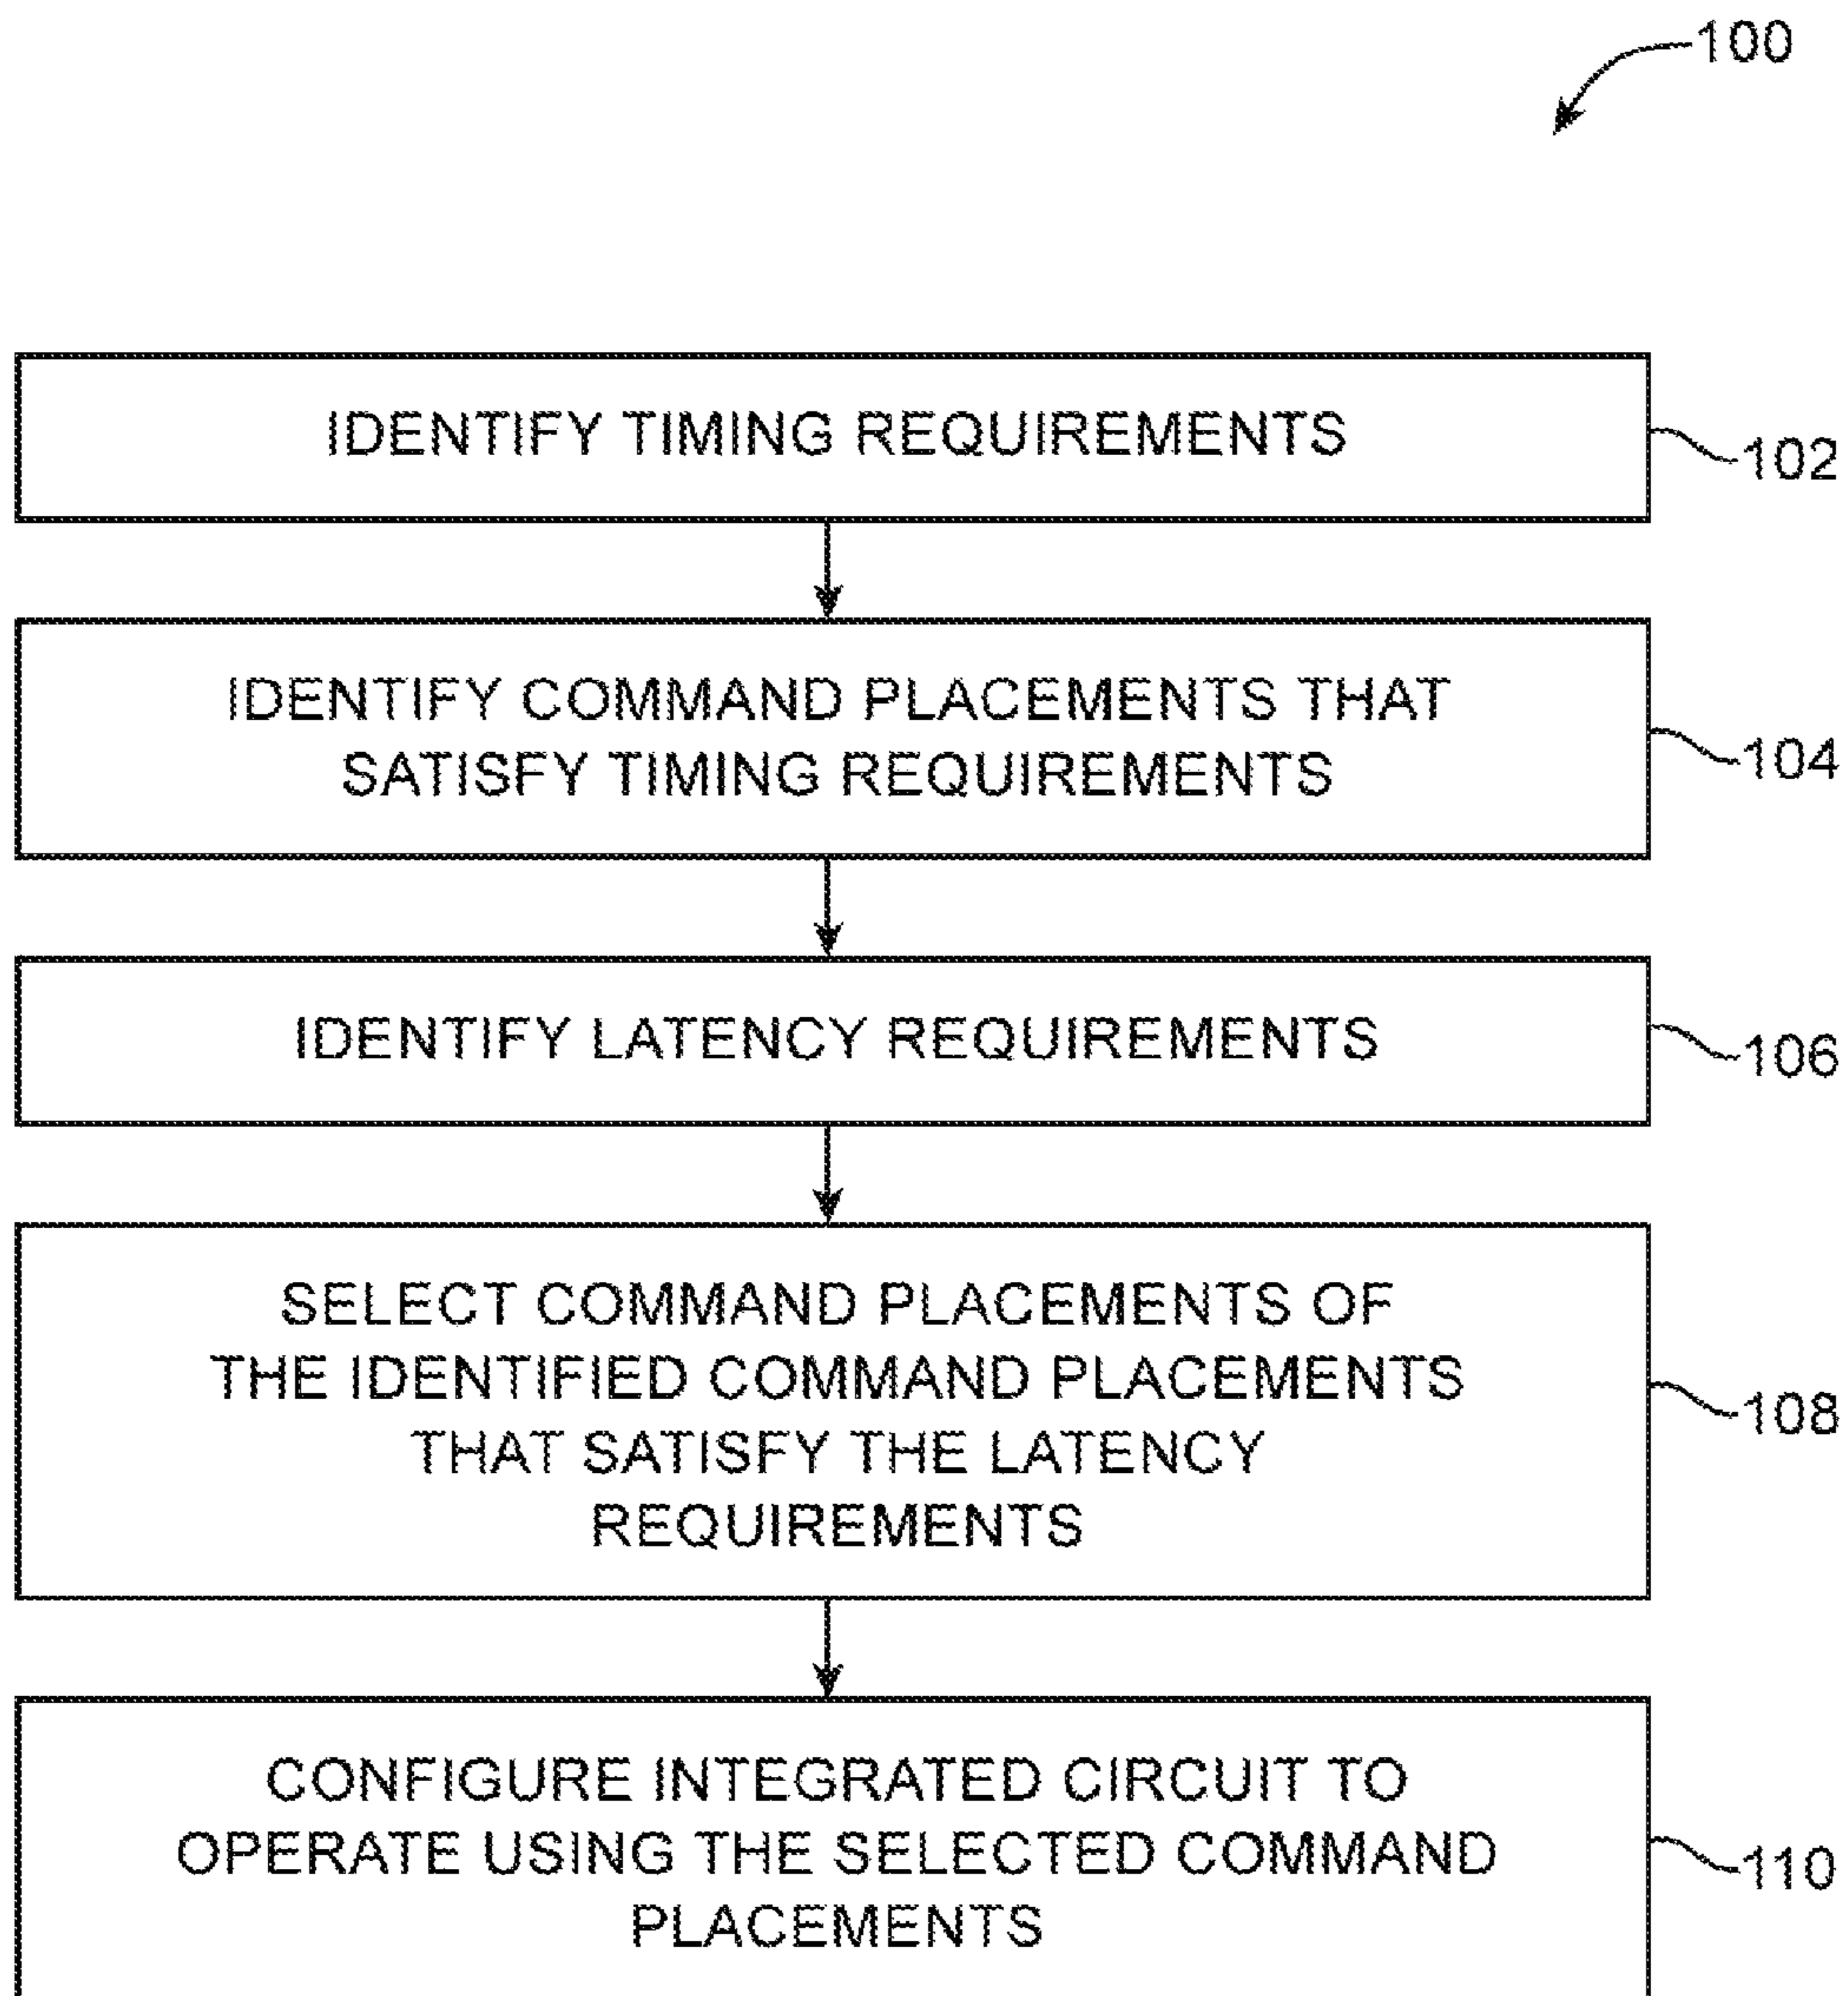 100
IDENTIFY TIMING REQUIREMENTS
102
IDENTIFY COMMAND PLACEMENTS THAT
SATISFY TIMING REQUIREMENTS
104
IDENTIFY LATENCY REQUIREMENTS
106
SELECT COMMAND PLACEMENTS OF
THE IDENTIFIED COMMAND PLACEMENTS
THAT SATISFY THE LATENCY
REQUIREMENTS
108
CONFIGURE INTEGRATED CIRCUIT TO
OPERATE USING THE SELECTED COMMAND
PLACEMENTS
110